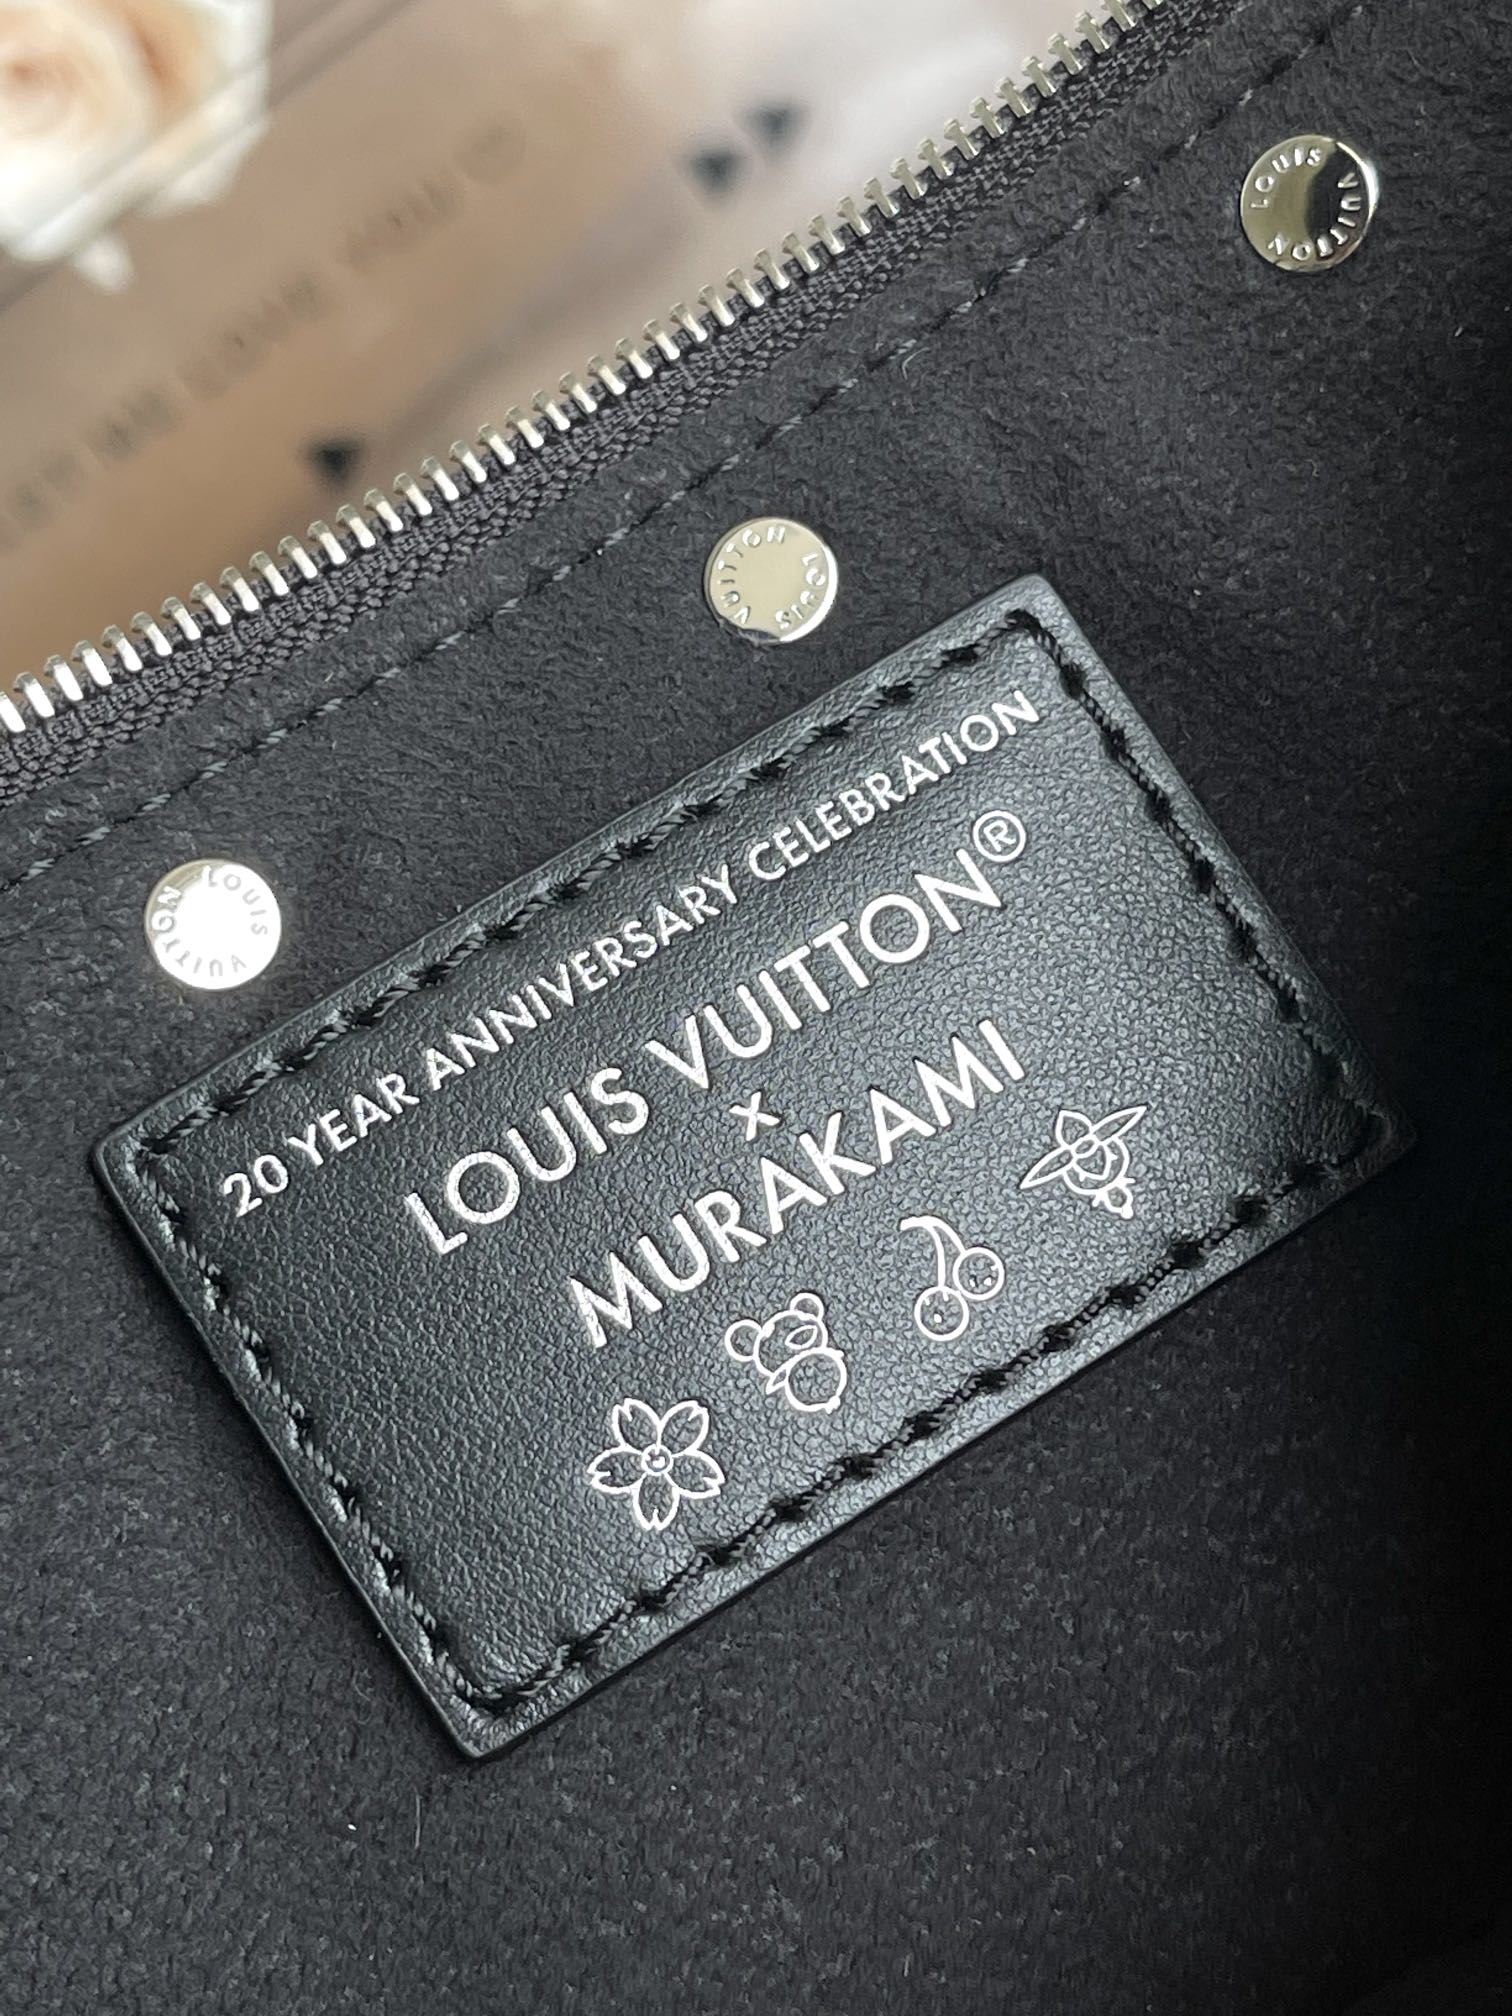 LOUIS VUITTON
LOUIS VUITTON
LOUIS VUITTON
20 YEAR ANNIVERSARY CELEBRATION
LOUIS VUITTON®
x
MURAKAMI